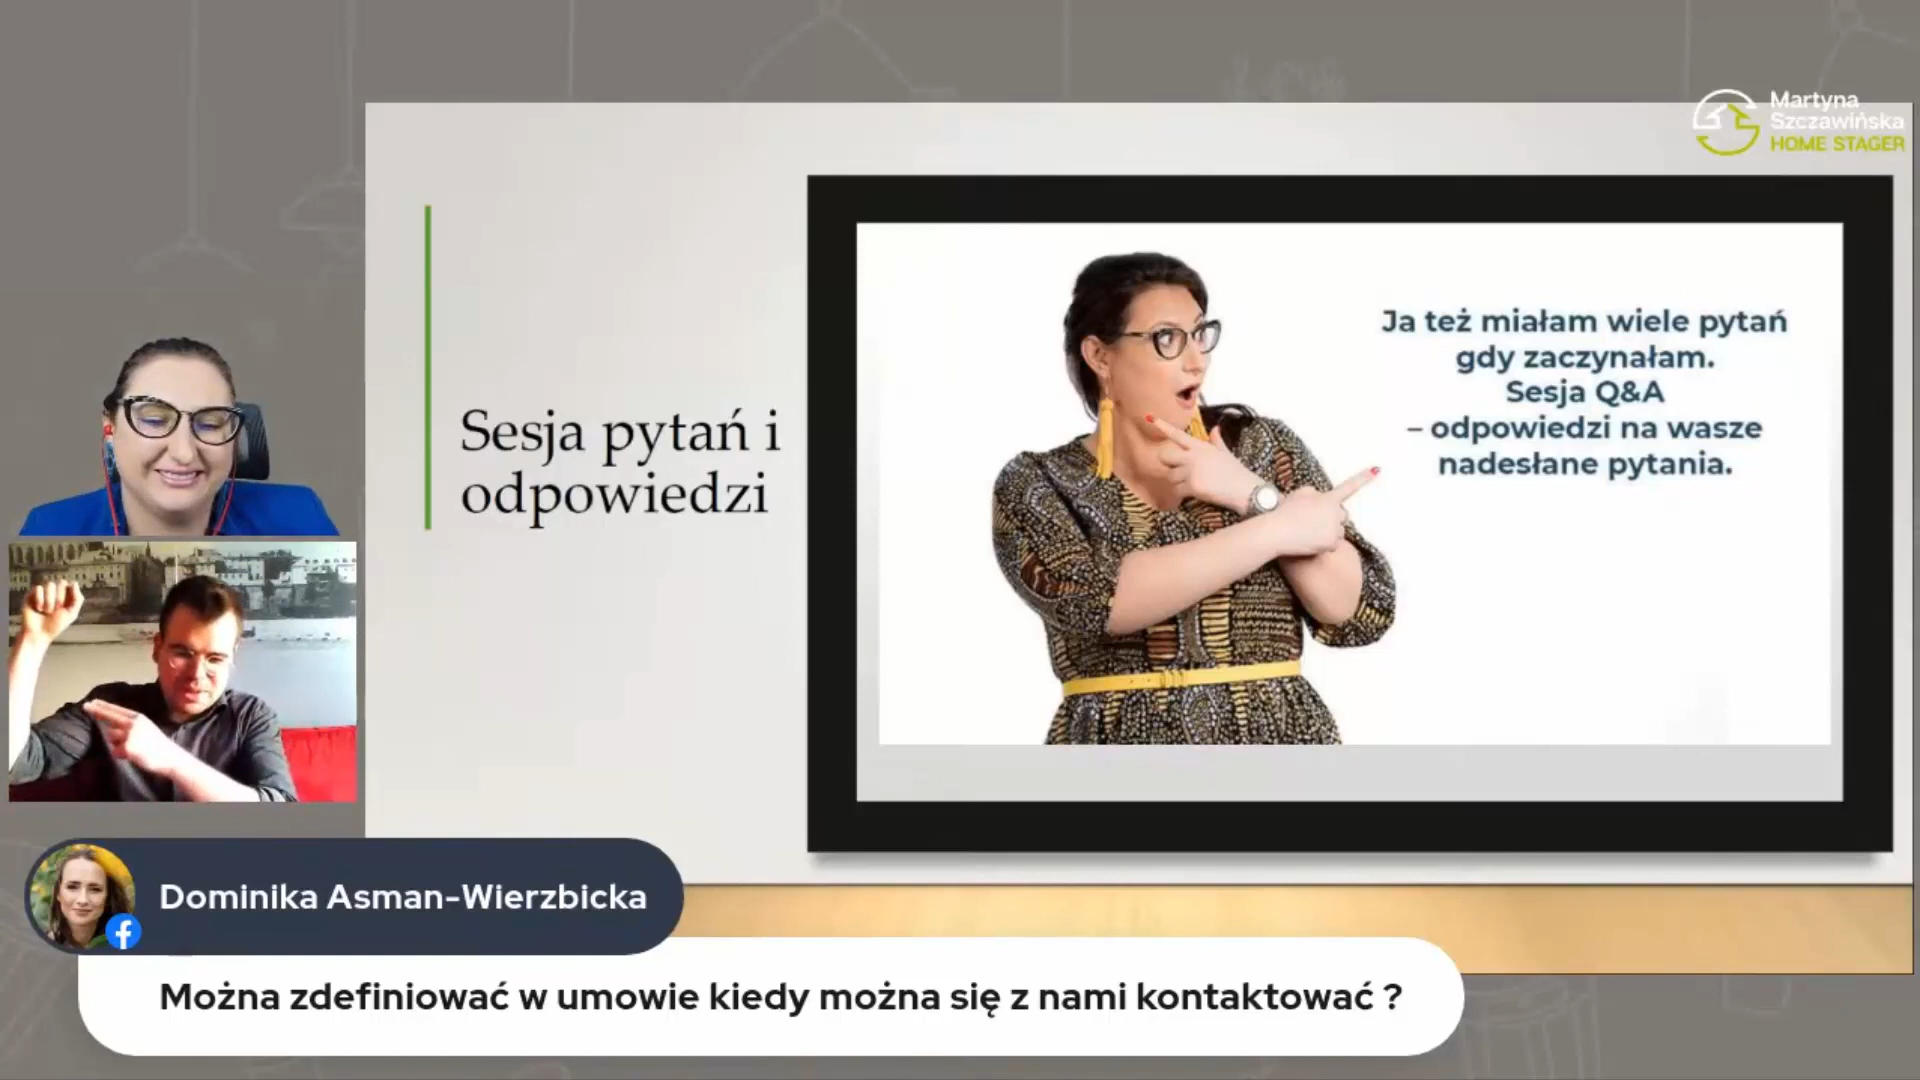 Martyna
Szczawińska
HOME STAGER
Sesja pytań i
odpowiedzi
Ja też miałam wiele pytań
gdy zaczynałam.
Sesja Q&A
– odpowiedzi na wasze
nadesłane pytania.
Dominika Asman-Wierzbicka
Można zdefiniować w umowie kiedy można się z nami kontaktować ?